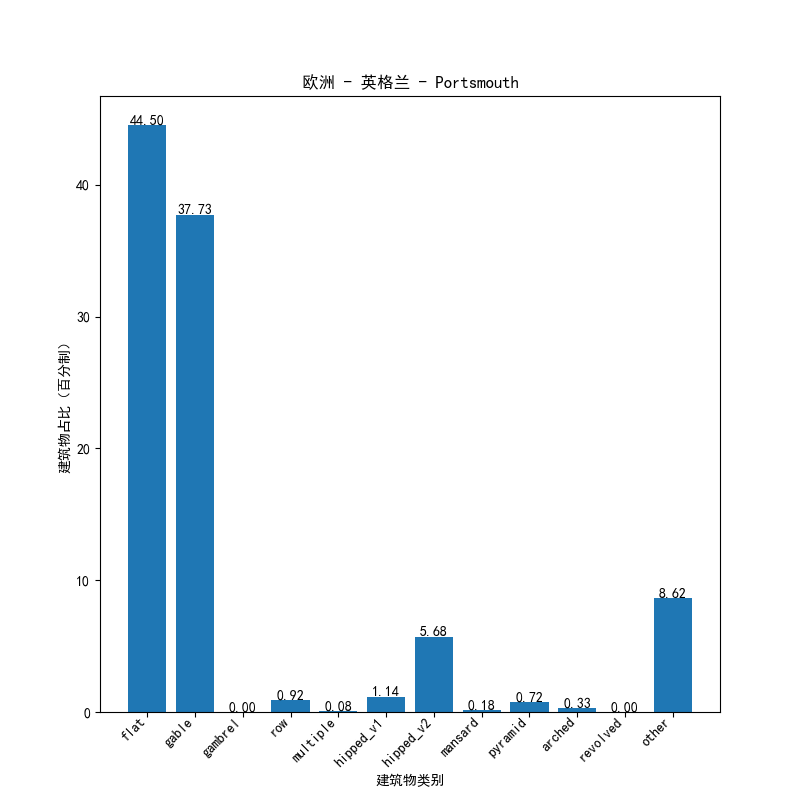 欧洲 - 英格兰 - Portsmouth
建筑物占比（百分制）
40
30
20
10
0
44.50
37.73
0.00
0.92
0.08
1.14
5.68
0.18
0.72
0.33
0.00
8.62
flat
gable
gambrel
row
multiple
hipped_v1
hipped_v2
mansard
pyramid
arched
revolved
other
建筑物类别